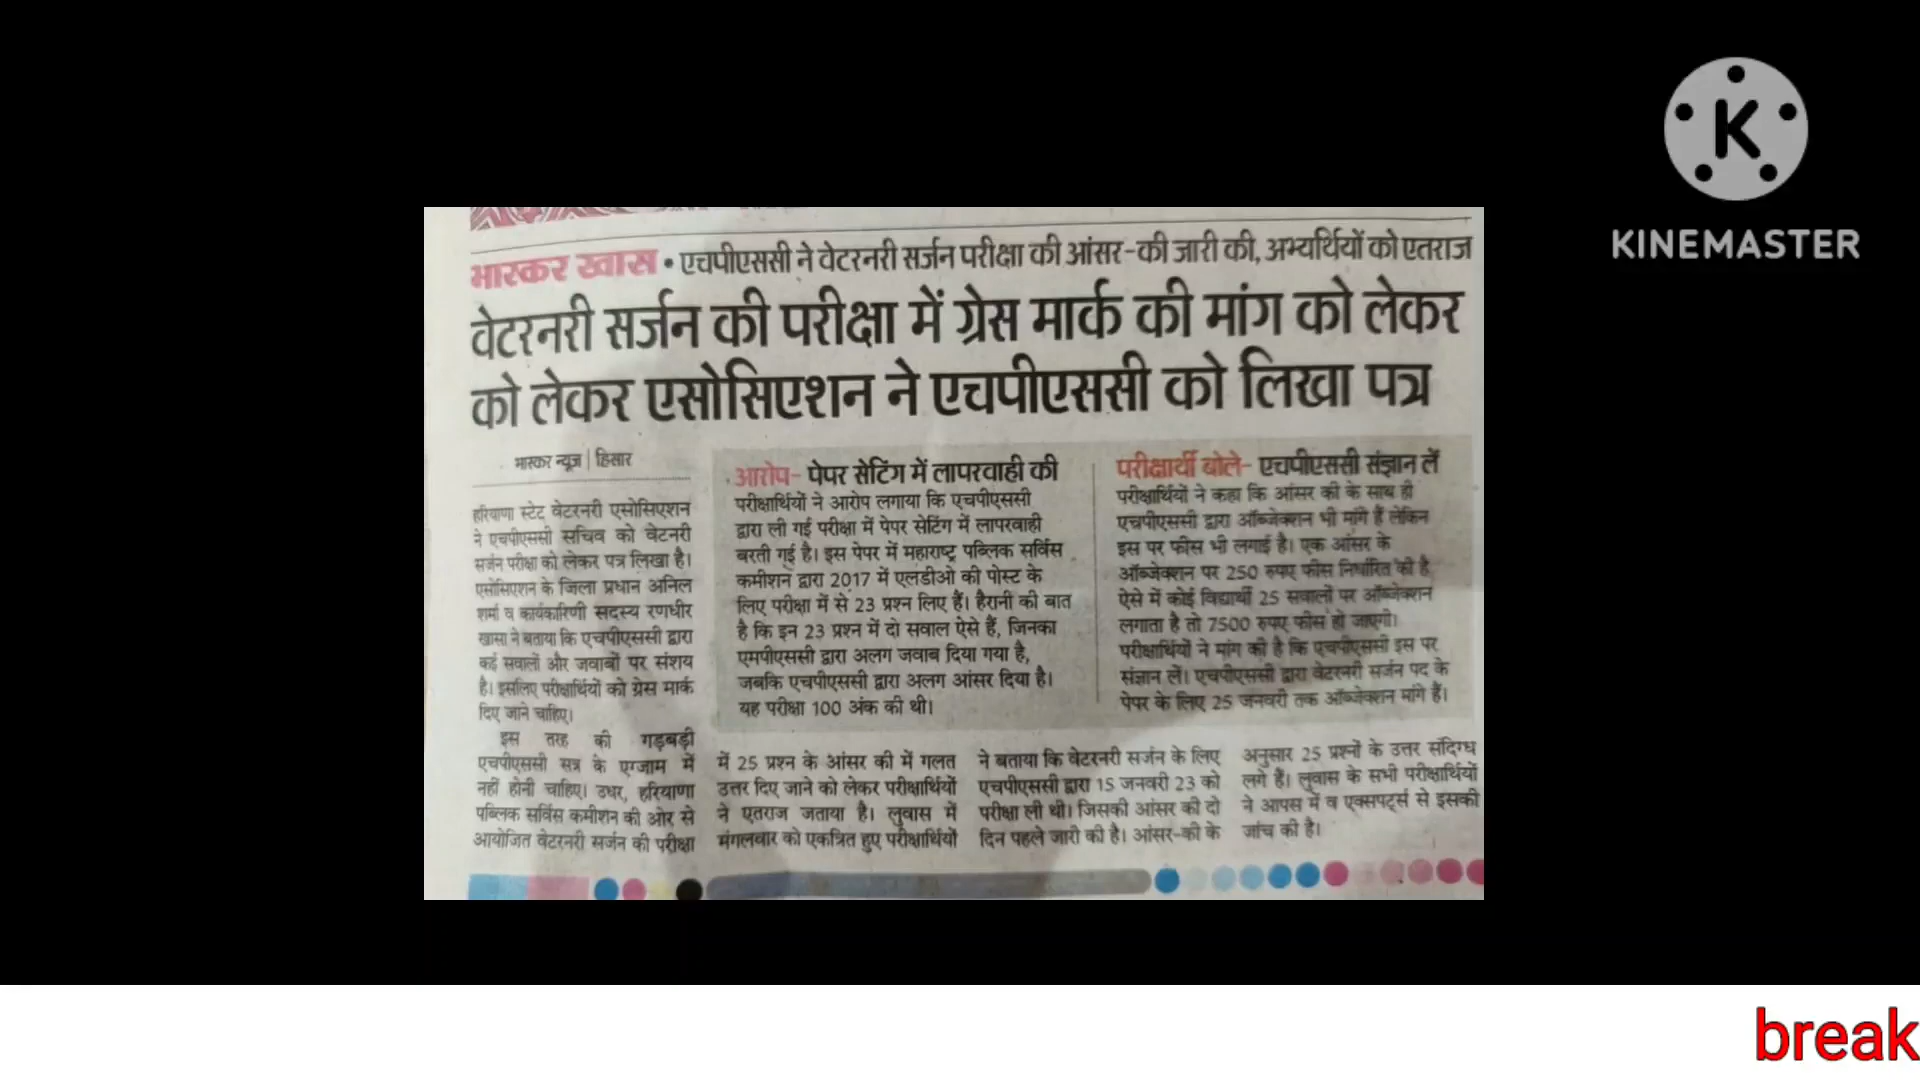 KINEMASTER
भास्कर खास • एचपीएससी ने वेटरनरी सर्जन परीक्षा की आंसर-की जारी की, अभ्यर्थियों को एतराज
वेटरनरी सर्जन की परीक्षा में ग्रेस मार्क की मांग को लेकर
को लेकर एसोसिएशन ने एचपीएससी को लिखा पत्र
भास्कर न्यूज | हिसार
हरियाणा स्टेट वेटरनरी एसोसिएशन
ने एचपीएससी सचिव को वेटनरी
सर्जन परीक्षा को लेकर पत्र लिखा है।
एसोसिएशन के जिला प्रधान अनिल
शर्मा व कार्यकारिणी सदस्य रणधीर
खासा ने बताया कि एचपीएससी द्वारा
कई सवालों और जवाबों पर संशय
है। इसलिए परीक्षार्थियों को ग्रेस मार्क
दिए जाने चाहिए।
इस तरह की गड़बड़ी
एचपीएससी सत्र के एग्जाम में
नहीं होनी चाहिए। उधर, हरियाणा
पब्लिक सर्विस कमीशन की ओर से
आयोजित वेटरनरी सर्जन की परीक्षा
आरोप- पेपर सेटिंग में लापरवाही की
परीक्षार्थियों ने आरोप लगाया कि एचपीएससी
द्वारा ली गई परीक्षा में पेपर सेटिंग में लापरवाही
बरती गई है। इस पेपर में महाराष्ट्र पब्लिक सर्विस
कमीशन द्वारा 2017 में एलडीओ की पोस्ट के
लिए परीक्षा में से 23 प्रश्न लिए हैं। हैरानी की बात
है कि इन 23 प्रश्न में दो सवाल ऐसे हैं, जिनका
एमपीएससी द्वारा अलग जवाब दिया गया है,
जबकि एचपीएससी द्वारा अलग आंसर दिया है।
यह परीक्षा 100 अंक की थी।
परीक्षार्थी बोले- एचपीएससी संज्ञान लें
परीक्षार्थियों ने कहा कि आंसर की के साथ ही
एचपीएससी द्वारा ऑब्जेक्शन भी मांगे हैं लेकिन
इस पर फीस भी लगाई है। एक आंसर के
ऑब्जेक्शन पर 250 रुपए फीस निर्धारित की है,
ऐसे में कोई विद्यार्थी 25 सवालों पर ऑब्जेक्शन
लगाता है तो 7500 रुपए फीस हो जाएगी।
परीक्षार्थियों ने मांग की है कि एचपीएससी इस पर
संज्ञान लें। एचपीएससी द्वारा वेटरनरी सर्जन पद के
पेपर के लिए 25 जनवरी तक ऑब्जेक्शन मांगे हैं।
में 25 प्रश्न के आंसर की में गलत
उत्तर दिए जाने को लेकर परीक्षार्थियों
ने एतराज जताया है। लुवास में
मंगलवार को एकत्रित हुए परीक्षार्थियों
ने बताया कि वेटरनरी सर्जन के लिए
एचपीएससी द्वारा 15 जनवरी 23 को
परीक्षा ली थी। जिसकी आंसर की दो
दिन पहले जारी की है। आंसर-की के
अनुसार 25 प्रश्नों के उत्तर संदिग्ध
लगे हैं। लुवास के सभी परीक्षार्थियों
ने आपस में व एक्सपर्ट्स से इसकी
जांच की है।
break